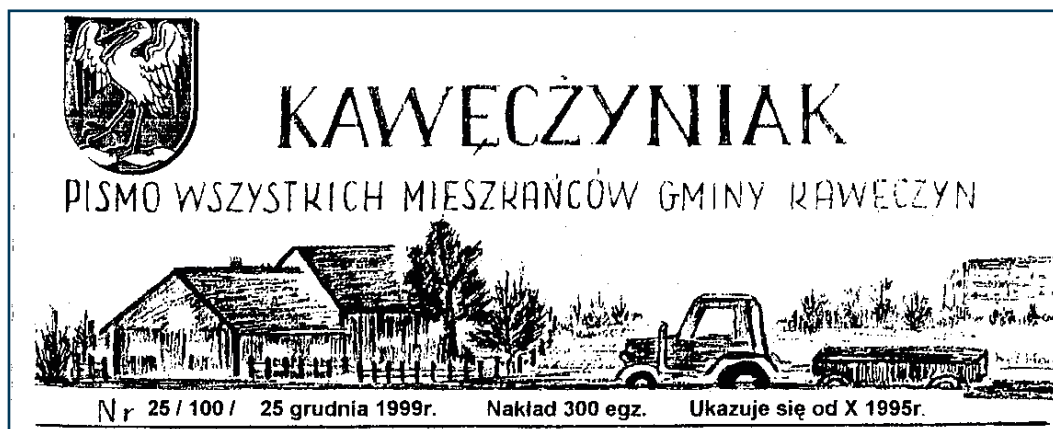 KAWĘCZYNIAK
PISMO WSZYSTKICH MIESZKAŃCÓW GMINY KAWĘCZYN
Nr 25 / 100 / 25 grudnia 1999r. Nakład 300 egz. Ukazuje się od X 1995r.